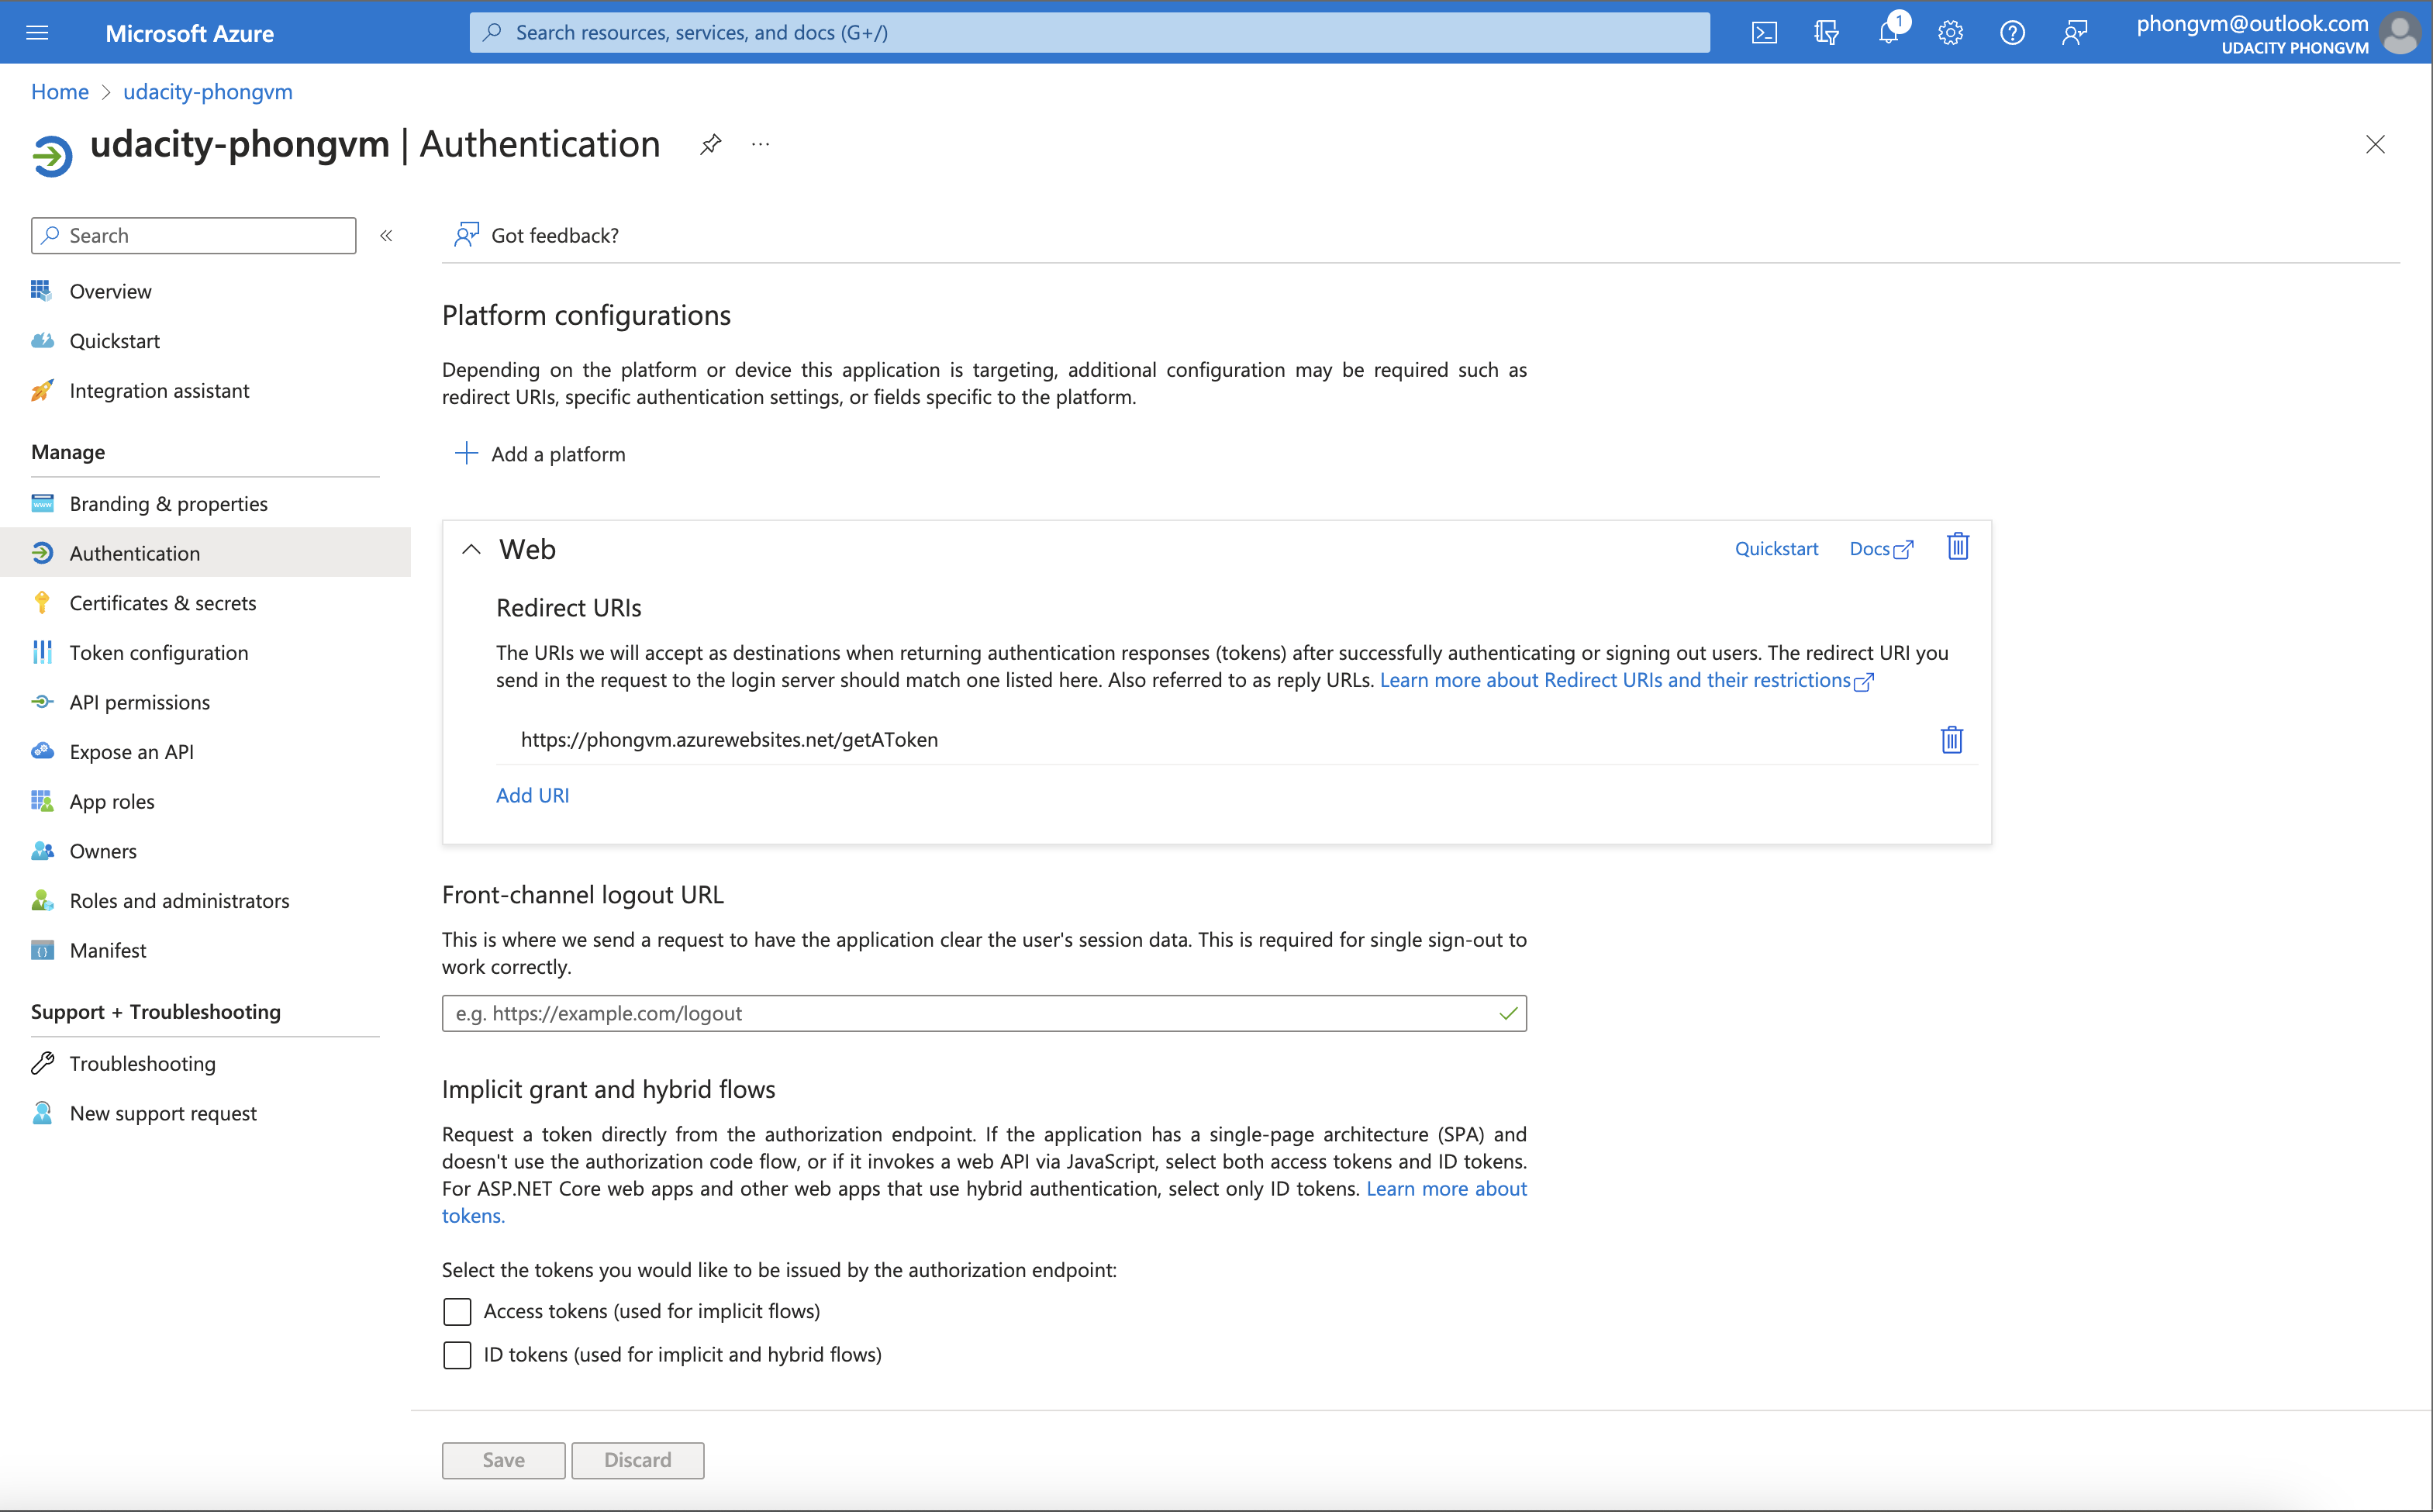 Microsoft Azure
Search resources, services, and docs (G+/)
1
phongvm@outlook.com
UDACITY PHONGVM
Home > udacity-phongvm
udacity-phongvm | Authentication
Search
Got feedback?
Overview
Quickstart
Integration assistant
Manage
Branding & properties
Authentication
Certificates & secrets
Token configuration
API permissions
Expose an API
App roles
Owners
Roles and administrators
Manifest
Support + Troubleshooting
Troubleshooting
New support request
Platform configurations
Depending on the platform or device this application is targeting, additional configuration may be required such as
redirect URIs, specific authentication settings, or fields specific to the platform.
Add a platform
Web
Quickstart
Docs
Redirect URIs
The URIs we will accept as destinations when returning authentication responses (tokens) after successfully authenticating or signing out users. The redirect URI you
send in the request to the login server should match one listed here. Also referred to as reply URLs. Learn more about Redirect URIs and their restrictions
https://phongvm.azurewebsites.net/getAToken
Add URI
Front-channel logout URL
This is where we send a request to have the application clear the user's session data. This is required for single sign-out to
work correctly.
e.g. https://example.com/logout
Implicit grant and hybrid flows
Request a token directly from the authorization endpoint. If the application has a single-page architecture (SPA) and
doesn't use the authorization code flow, or if it invokes a web API via JavaScript, select both access tokens and ID tokens.
For ASP.NET Core web apps and other web apps that use hybrid authentication, select only ID tokens. Learn more about
tokens.
Select the tokens you would like to be issued by the authorization endpoint:
Access tokens (used for implicit flows)
ID tokens (used for implicit and hybrid flows)
Save
Discard